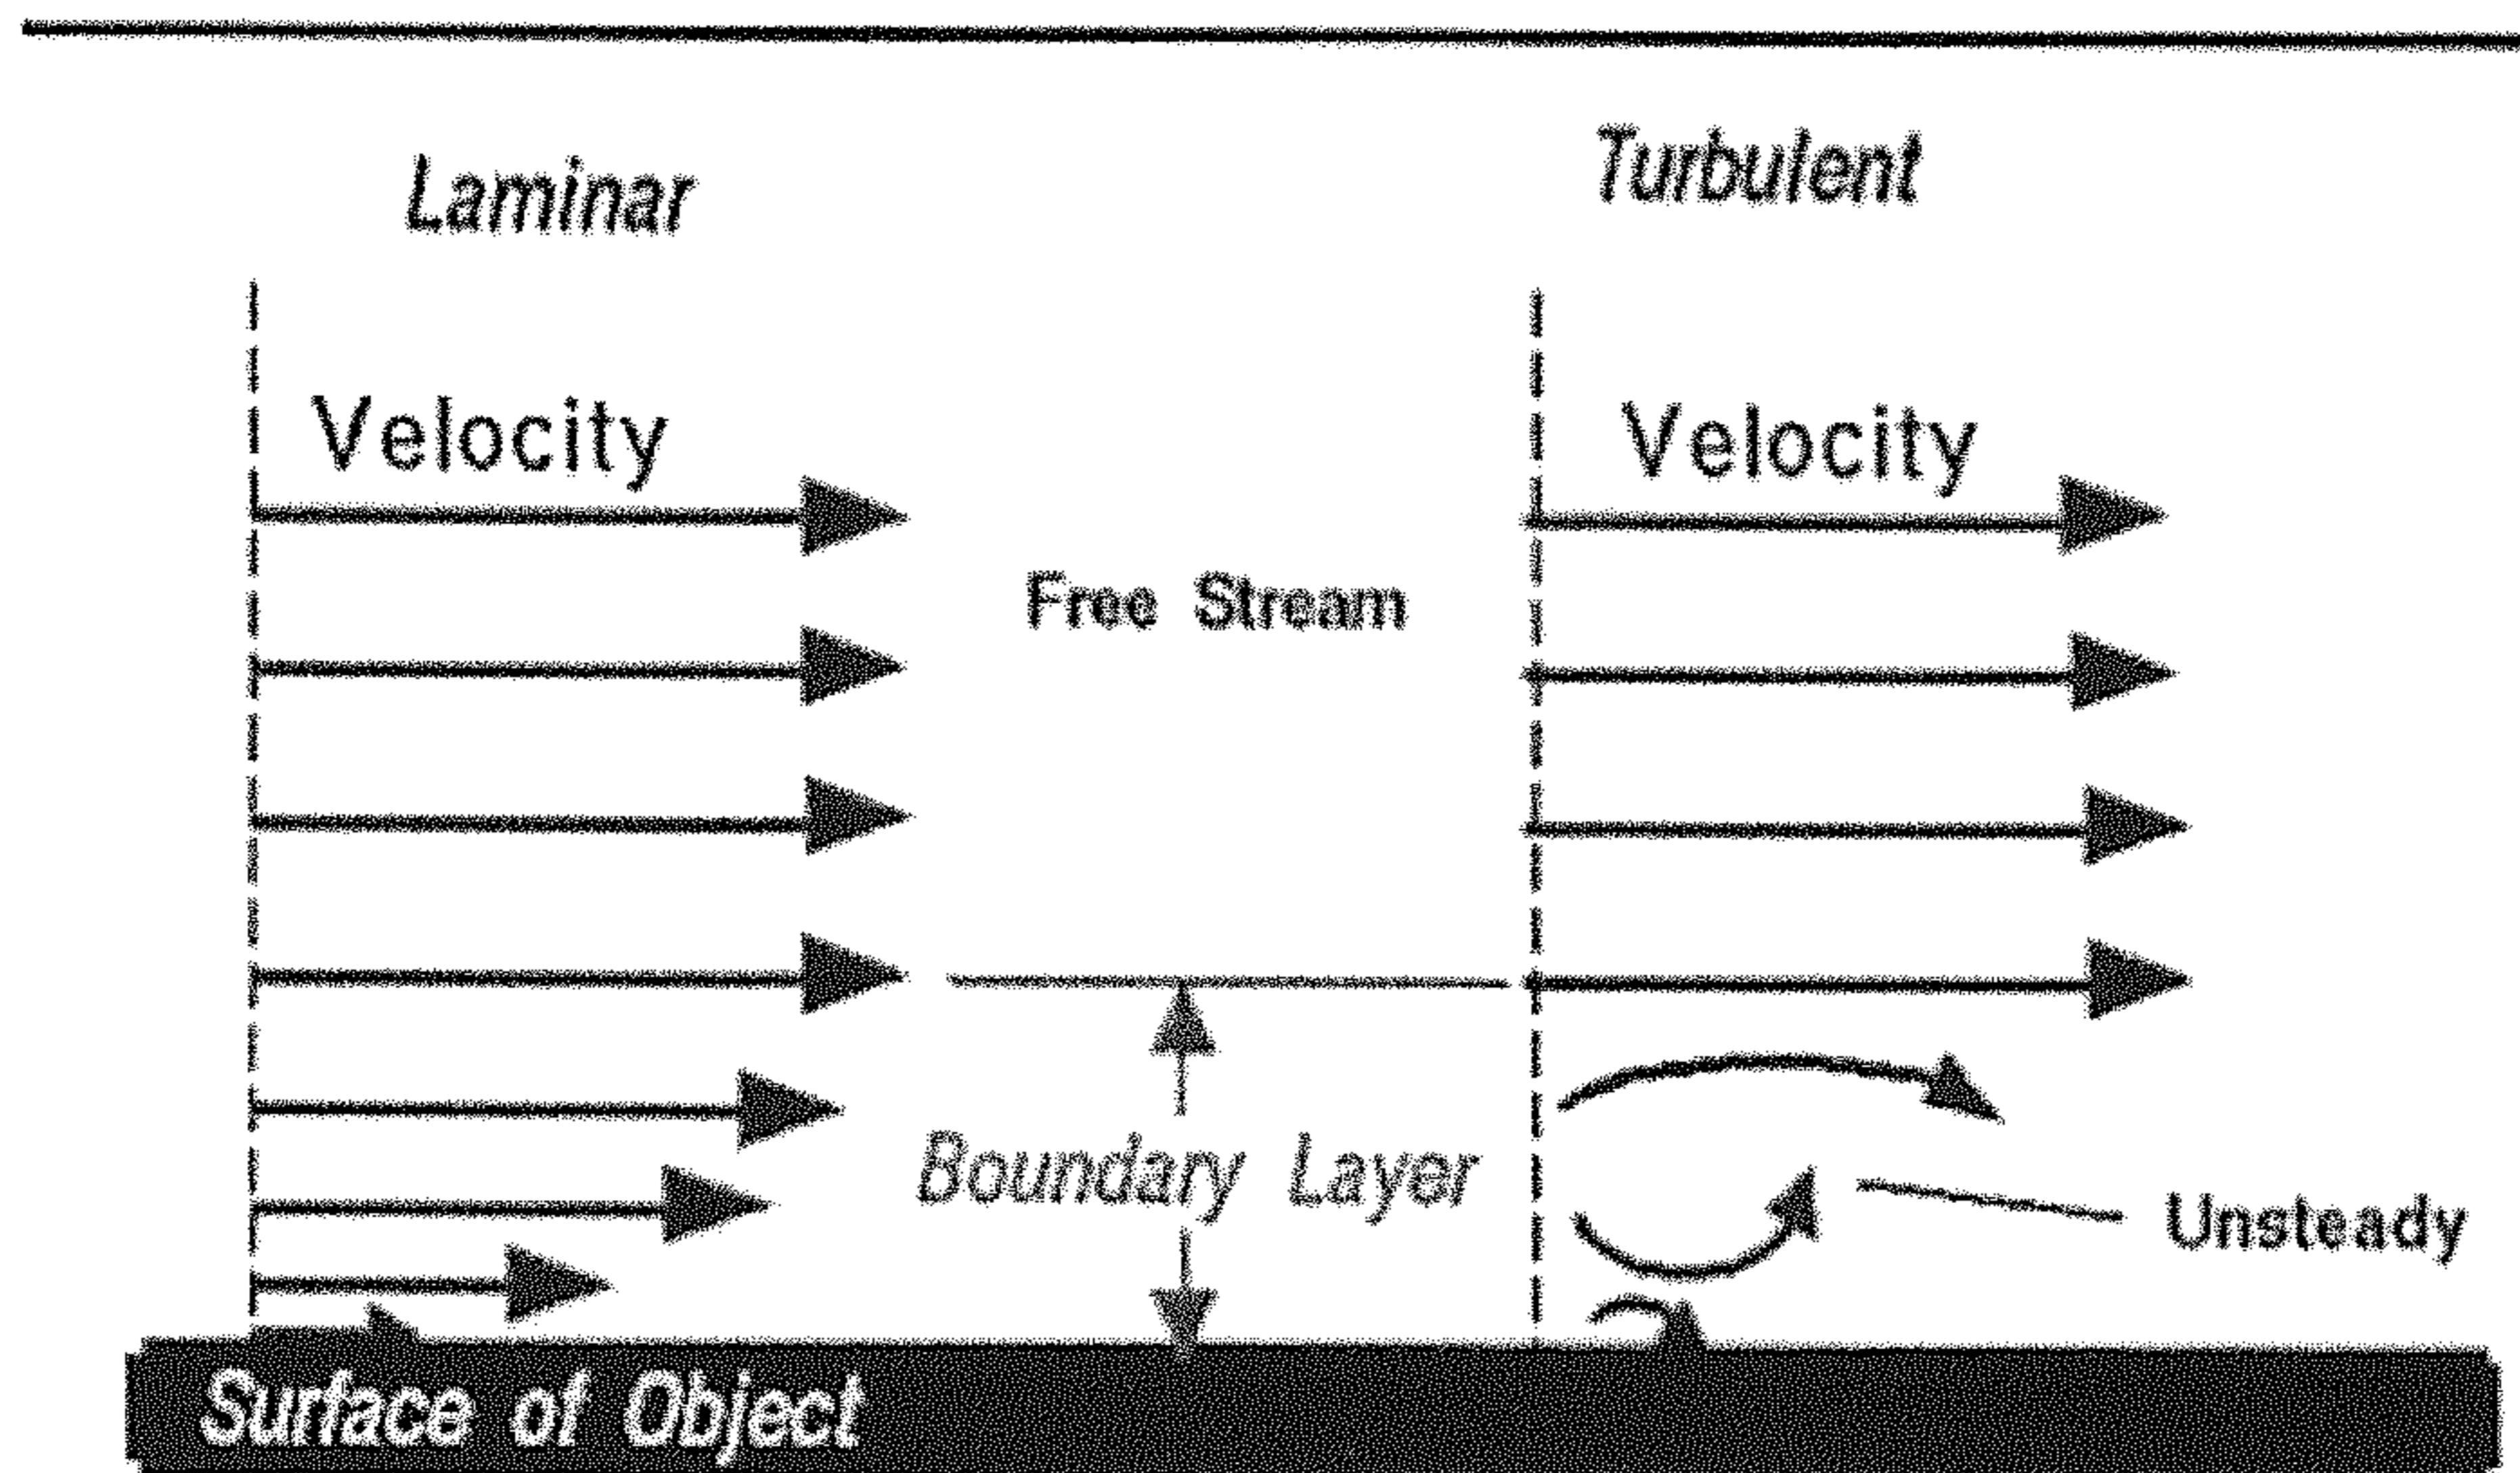 Laminar
Turbulent
Velocity
Velocity
Free Stream
Boundary Layer
Unsteady
Surface of Object